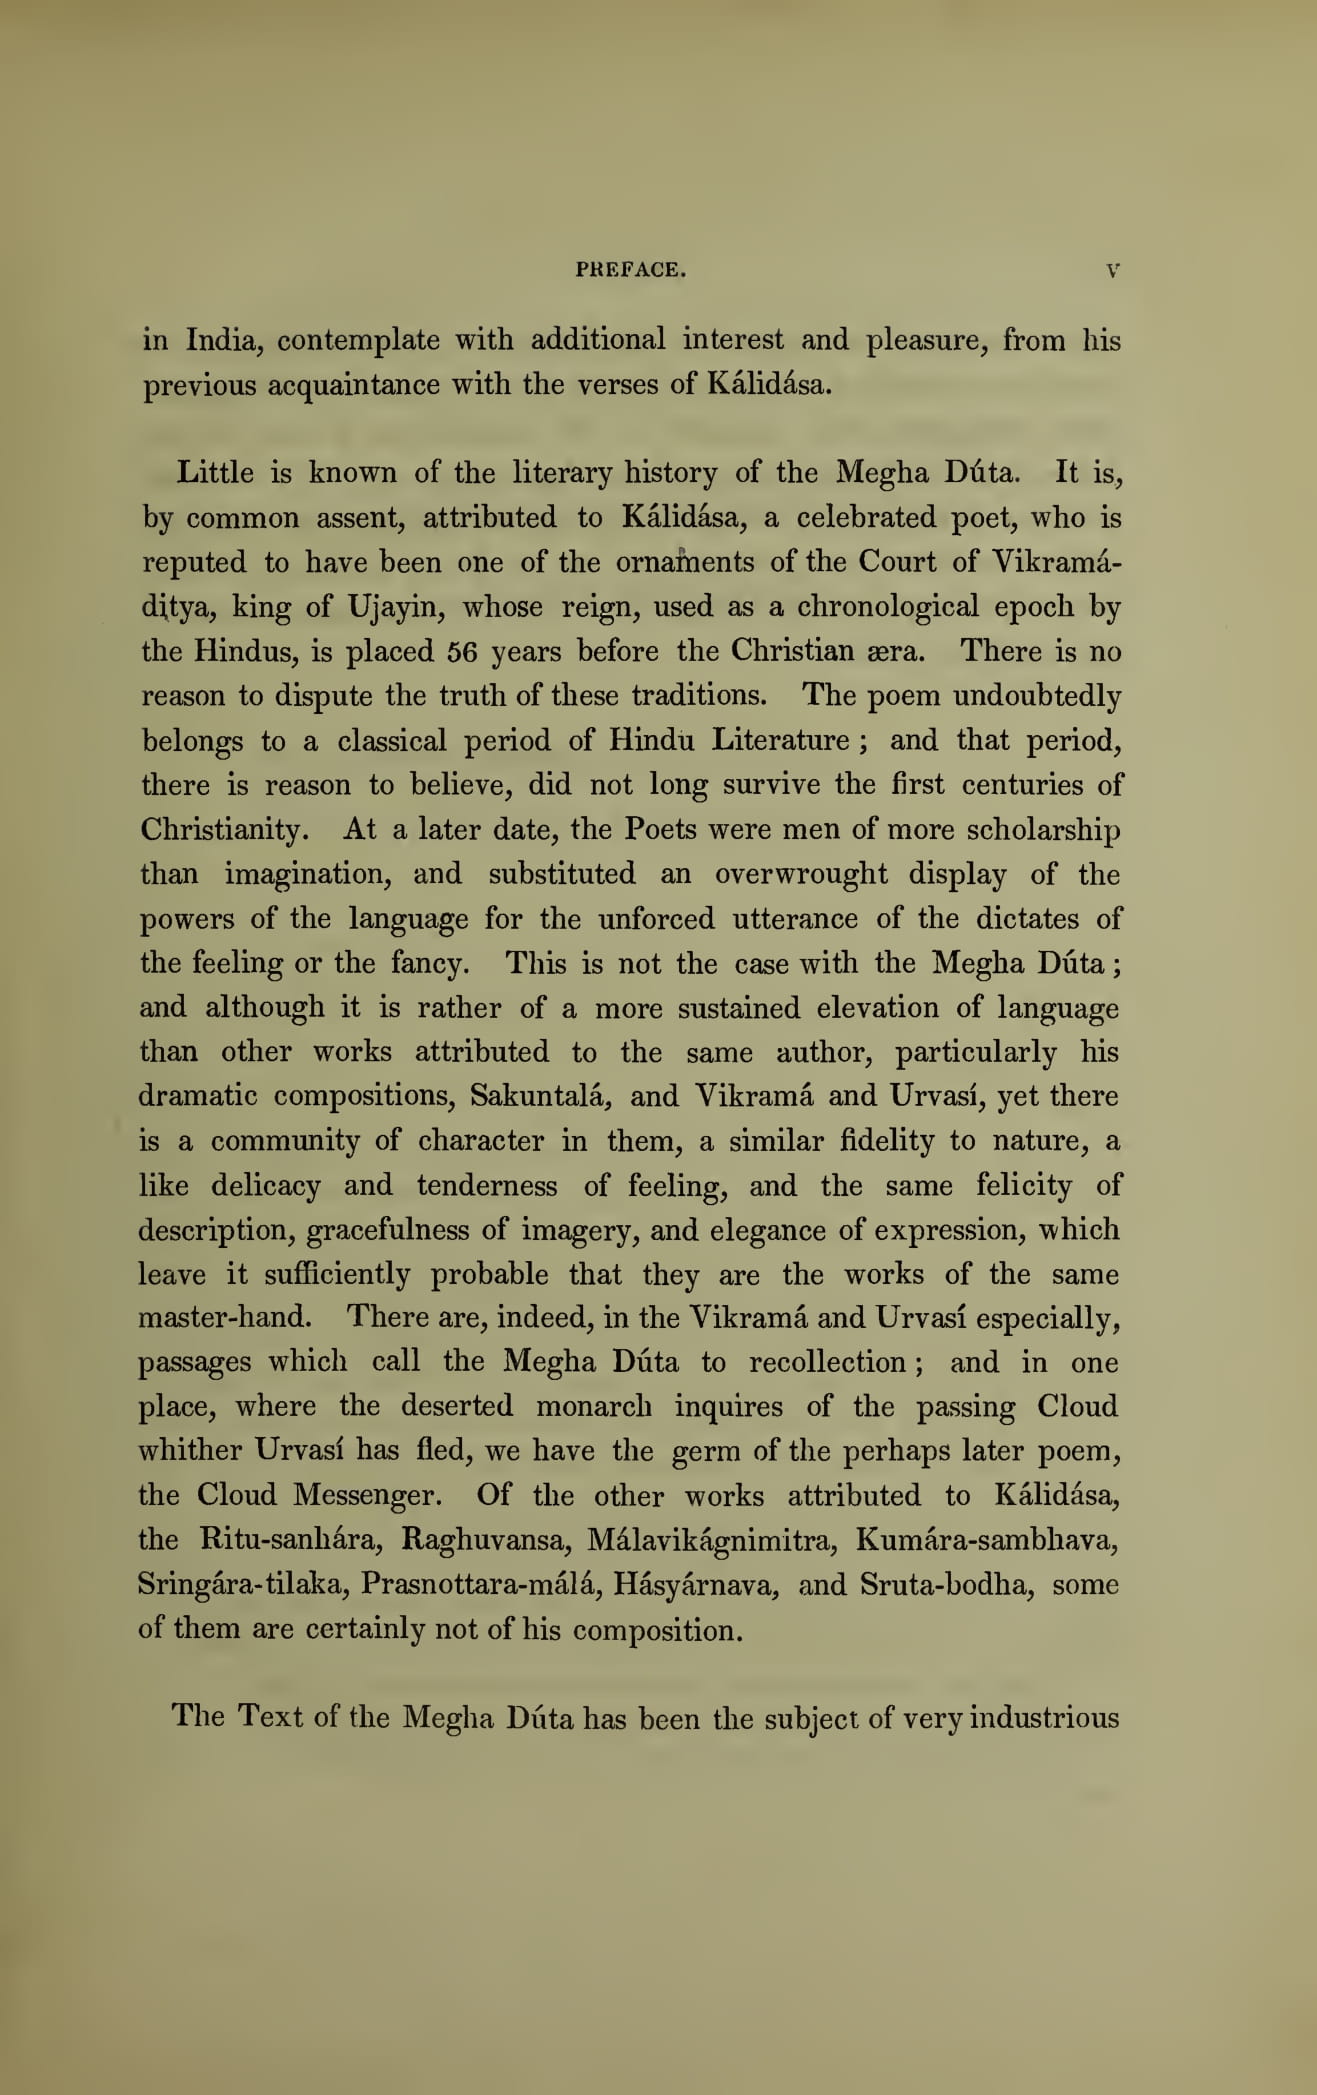 PREFACE. V
in India, contemplate with additional interest and pleasure, from his
previous acquaintance with the verses of Kálidása.
Little is known of the literary history of the Megha Dúta. It is,
by common assent, attributed to Kálidása, a celebrated poet, who is
reputed to have been one of the ornaments of the Court of Vikramá-
ditya, king of Ujayin, whose reign, used as a chronological epoch by
the Hindus, is placed 56 years before the Christian æra. There is no
reason to dispute the truth of these traditions. The poem undoubtedly
belongs to a classical period of Hindu Literature ; and that period,
there is reason to believe, did not long survive the first centuries of
Christianity. At a later date, the Poets were men of more scholarship
than imagination, and substituted an overwrought display of the
powers of the language for the unforced utterance of the dictates of
the feeling or the fancy. This is not the case with the Megha Dúta ;
and although it is rather of a more sustained elevation of language
than other works attributed to the same author, particularly his
dramatic compositions, Sakuntalá, and Vikramá and Urvasí, yet there
is a community of character in them, a similar fidelity to nature, a
like delicacy and tenderness of feeling, and the same felicity of
description, gracefulness of imagery, and elegance of expression, which
leave it sufficiently probable that they are the works of the same
master-hand. There are, indeed, in the Vikramá and Urvasí especially,
passages which call the Megha Dúta to recollection ; and in one
place, where the deserted monarch inquires of the passing Cloud
whither Urvasí has fled, we have the germ of the perhaps later poem,
the Cloud Messenger. Of the other works attributed to Kálidása,
the Ritu-sanhára, Raghuvansa, Málavikágnimitra, Kumára-sambhava,
Sringára-tilaka, Prasnottara-málá, Hásyárnava, and Sruta-bodha, some
of them are certainly not of his composition.
The Text of the Megha Dúta has been the subject of very industrious